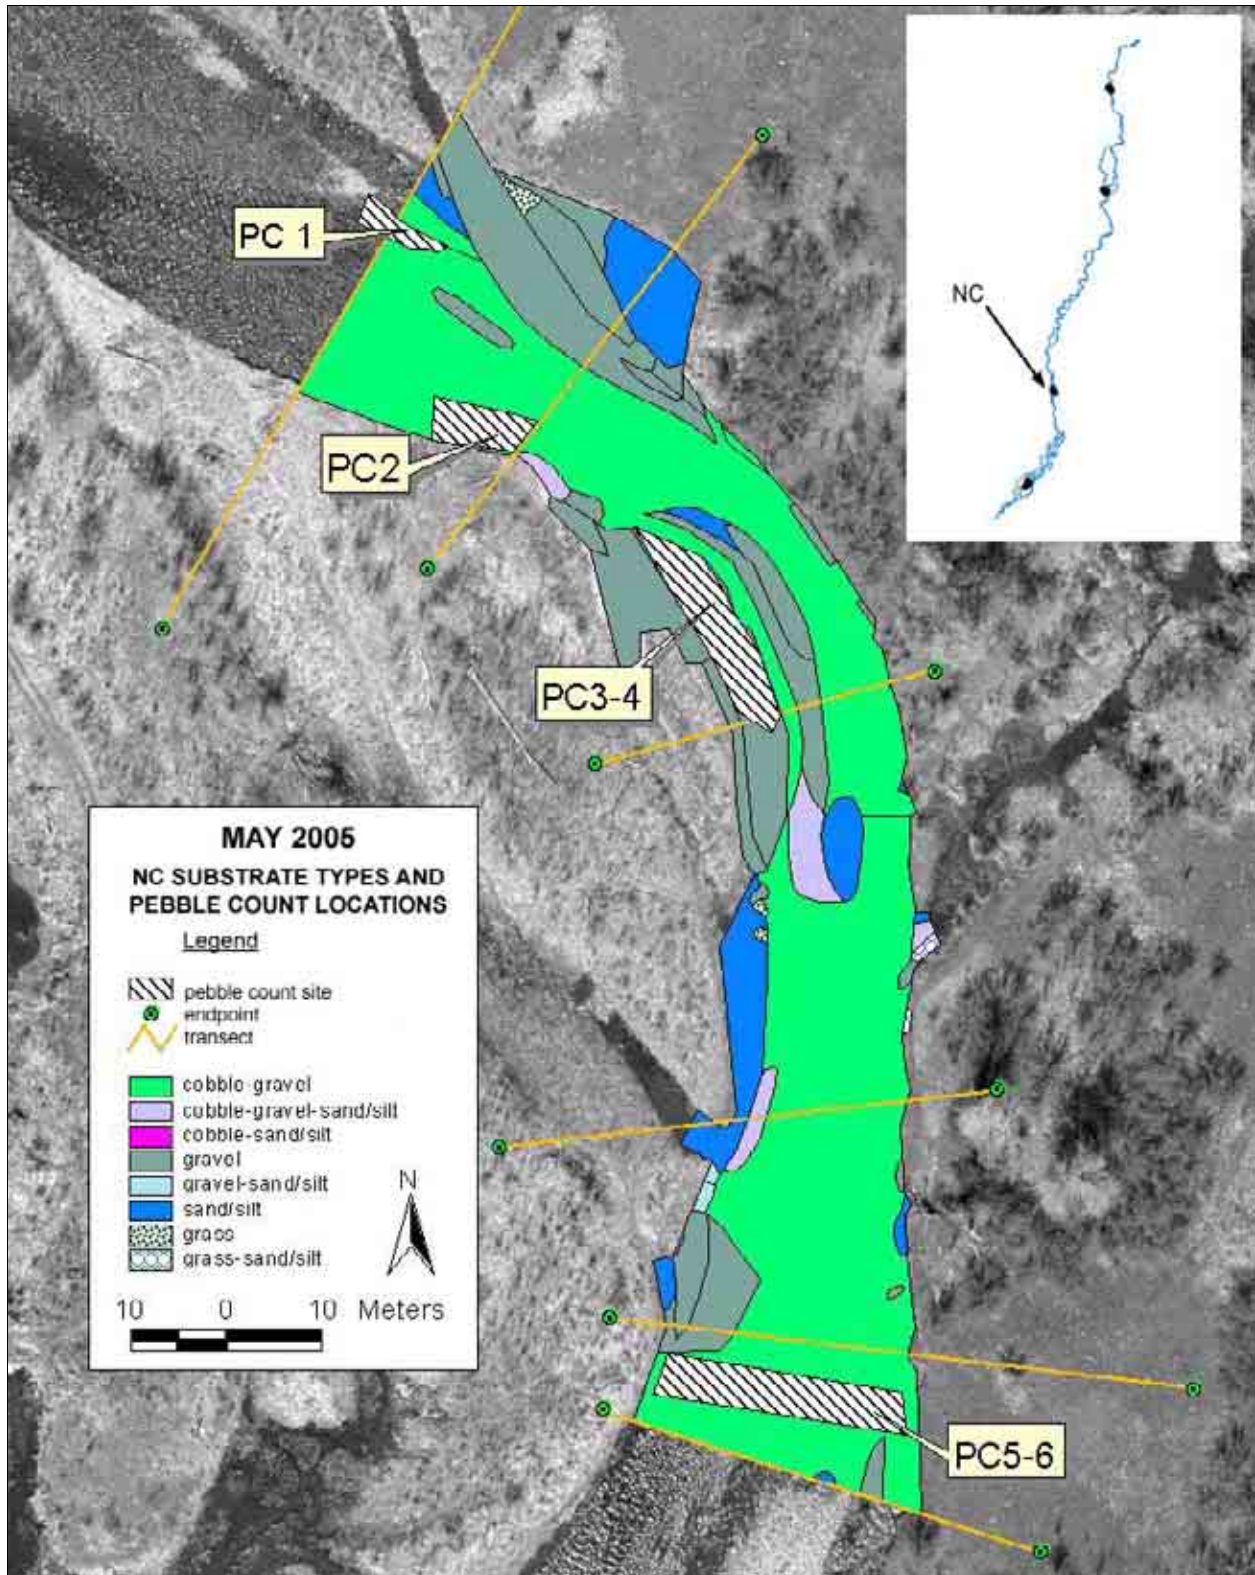 NC
PC 1
PC2
PC3-4
MAY 2005
NC SUBSTRATE TYPES AND
PEBBLE COUNT LOCATIONS
Legend
pebble count site
endpoint
transect
cobble-gravel
cobble-gravel-sand/silt
cobble-sand/silt
gravel
gravel-sand/silt
sand/silt
grass
grass-sand/silt
N
10 0 10 Meters
PC5-6